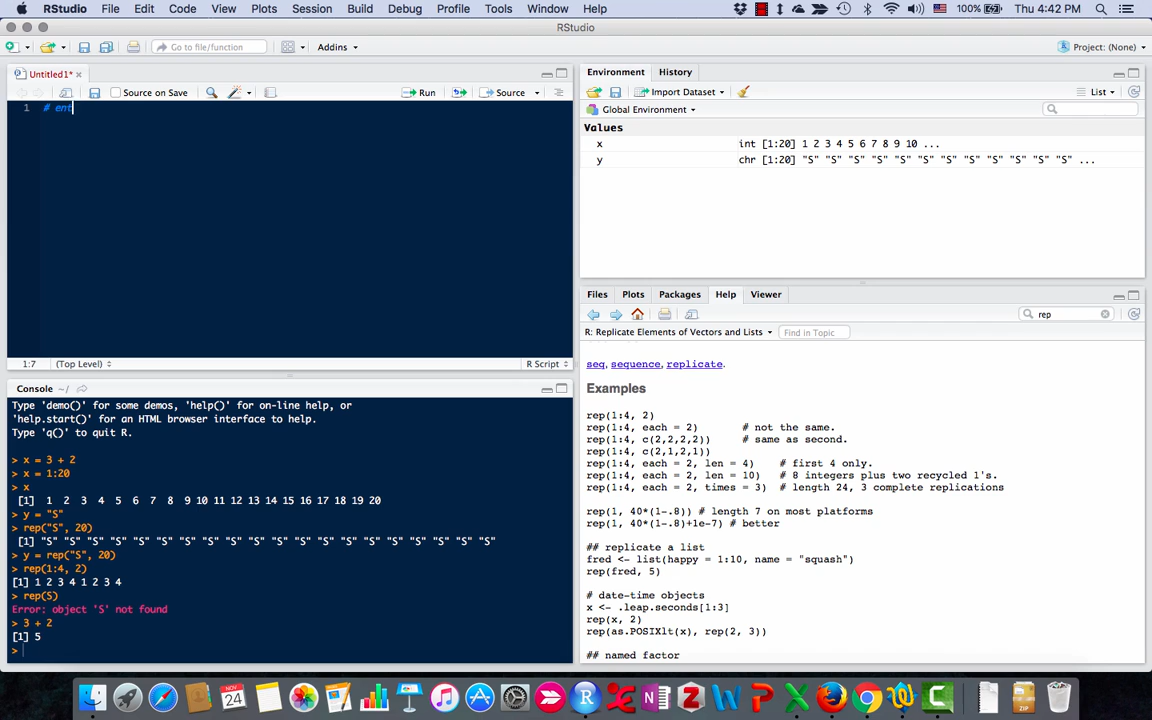 RStudio File Edit Code View Plots Session Build Debug Profile Tools Window Help 100% Thu 4:42 PM
RStudio
Go to file/function Addins Project: (None)
Untitled1*
Source on Save Run Source
1 # ent
1:7 (Top Level) R Script
Console ~/
Type 'demo()' for some demos, 'help()' for on-line help, or
'help.start()' for an HTML browser interface to help.
Type 'q()' to quit R.
> x = 3 + 2
> x = 1:20
> x
[1] 1 2 3 4 5 6 7 8 9 10 11 12 13 14 15 16 17 18 19 20
> y = "S"
> rep("S", 20)
[1] "S" "S" "S" "S" "S" "S" "S" "S" "S" "S" "S" "S" "S" "S" "S" "S" "S" "S" "S" "S"
> y = rep("S", 20)
> rep(1:4, 2)
[1] 1 2 3 4 1 2 3 4
> rep(S)
Error: object 'S' not found
> 3 + 2
[1] 5
>
Environment History
Import Dataset List
Global Environment
Values
x int [1:20] 1 2 3 4 5 6 7 8 9 10 ...
y chr [1:20] "S" "S" "S" "S" "S" "S" "S" "S" "S" "S" "S" "S" ...
Files Plots Packages Help Viewer
rep
R: Replicate Elements of Vectors and Lists Find in Topic
seq, sequence, replicate.
Examples
rep(1:4, 2)
rep(1:4, each = 2) # not the same.
rep(1:4, c(2,2,2,2)) # same as second.
rep(1:4, c(2,1,2,1))
rep(1:4, each = 2, len = 4) # first 4 only.
rep(1:4, each = 2, len = 10) # 8 integers plus two recycled 1's.
rep(1:4, each = 2, times = 3) # length 24, 3 complete replications
rep(1, 40*(1-.8)) # length 7 on most platforms
rep(1, 40*(1-.8)+1e-7) # better
## replicate a list
fred <- list(happy = 1:10, name = "squash")
rep(fred, 5)
# date-time objects
x <- .leap.seconds[1:3]
rep(x, 2)
rep(as.POSIXlt(x), rep(2, 3))
## named factor
NOV
24
ZIP